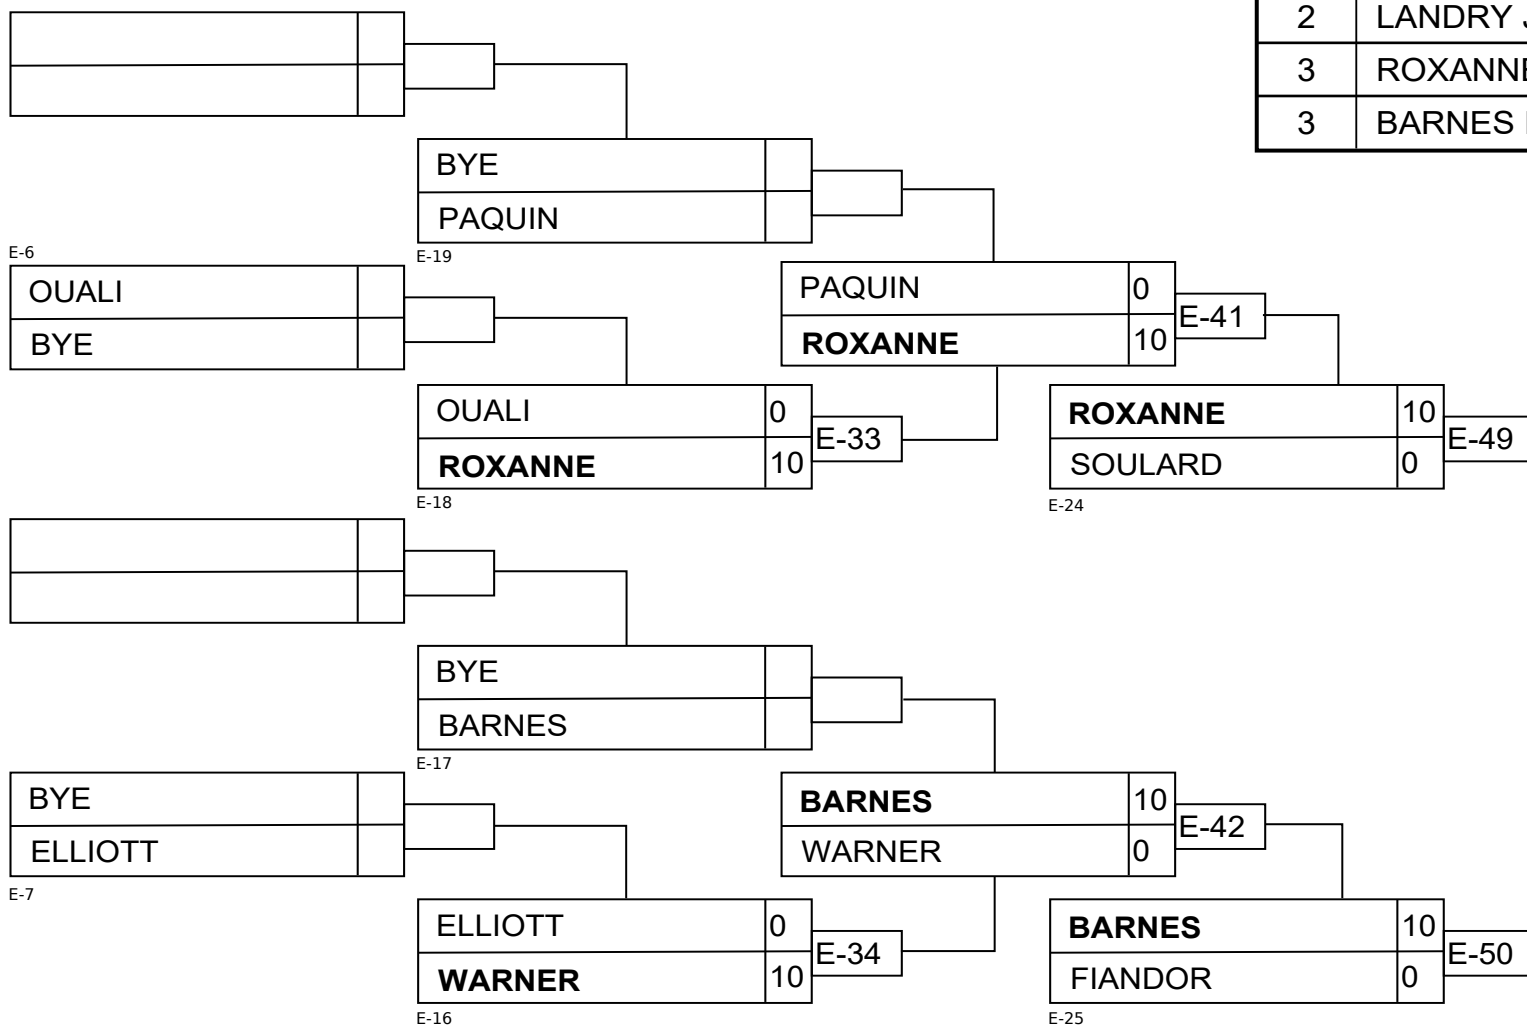 2 LANDRY
3 ROXANNE
3 BARNES
BYE
PAQUIN
E-19
E-6
OUALI
BYE
PAQUIN 0
ROXANNE 10
E-41
OUALI 0
ROXANNE 10
E-33
E-18
ROXANNE 10
SOULARD 0
E-49
E-24
BYE
BARNES
E-17
BYE
ELLIOTT
E-7
BARNES 10
WARNER 0
E-42
ELLIOTT 0
WARNER 10
E-34
E-16
BARNES 10
FIANDOR 0
E-50
E-25